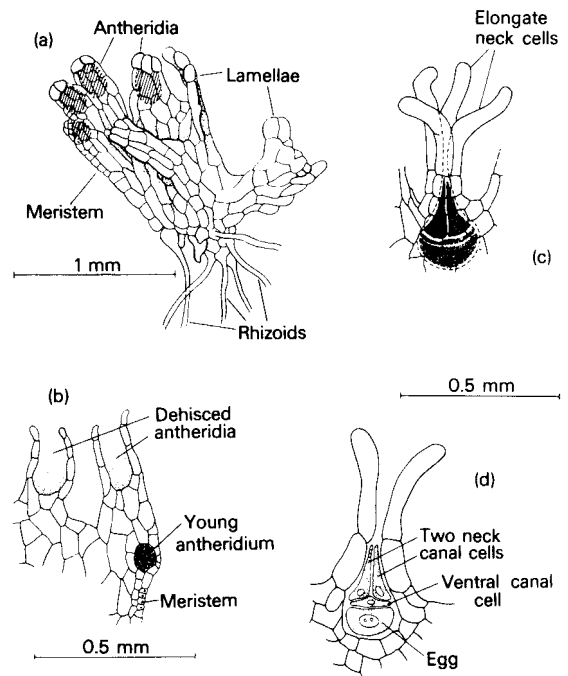 (a)
Antheridia
Lamellae
Meristem
1 mm
Rhizoids
Elongate
neck cells
(c)
0.5 mm
(b)
Dehisced
antheridia
Young
antheridium
Meristem
0.5 mm
(d)
Two neck
canal cells
Ventral canal
cell
Egg